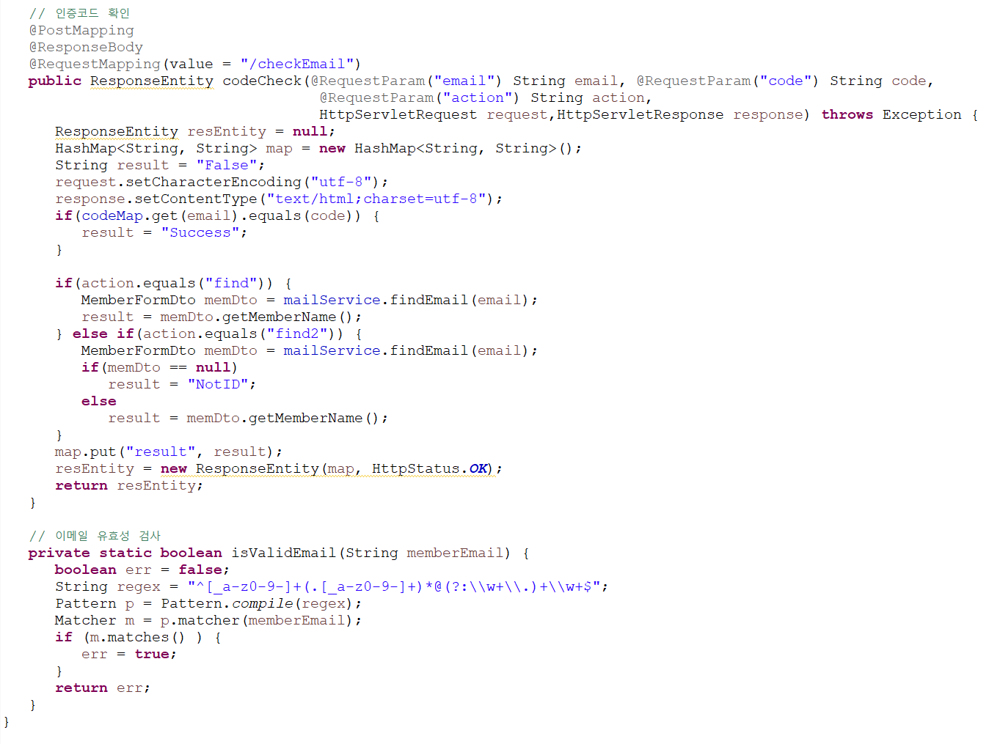 // 인증코드 확인
@PostMapping
@ResponseBody
@RequestMapping(value = "/checkEmail")
public ResponseEntity codeCheck(@RequestParam("email") String email, @RequestParam("code") String code,
@RequestParam("action") String action,
HttpServletRequest request,HttpServletResponse response) throws Exception {
ResponseEntity resEntity = null;
HashMap<String, String> map = new HashMap<String, String>();
String result = "False";
request.setCharacterEncoding("utf-8");
response.setContentType("text/html;charset=utf-8");
if(codeMap.get(email).equals(code)) {
result = "Success";
}
if(action.equals("find")) {
MemberFormDto memDto = mailService.findEmail(email);
result = memDto.getMemberName();
} else if(action.equals("find2")) {
MemberFormDto memDto = mailService.findEmail(email);
if(memDto == null)
result = "NotID";
else
result = memDto.getMemberName();
}
map.put("result", result);
resEntity = new ResponseEntity(map, HttpStatus.OK);
return resEntity;
}
// 이메일 유효성 검사
private static boolean isValidEmail(String memberEmail) {
boolean err = false;
String regex = "^[_a-z0-9-]+(.[_a-z0-9-]+)*@(?:\\w+\\.)+\\w+$";
Pattern p = Pattern.compile(regex);
Matcher m = p.matcher(memberEmail);
if (m.matches() ) {
err = true;
}
return err;
}
}